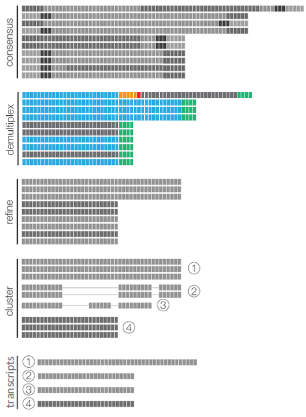 consensus
demultiplex
refine
cluster
1
2
3
4
transcripts
1
2
3
4